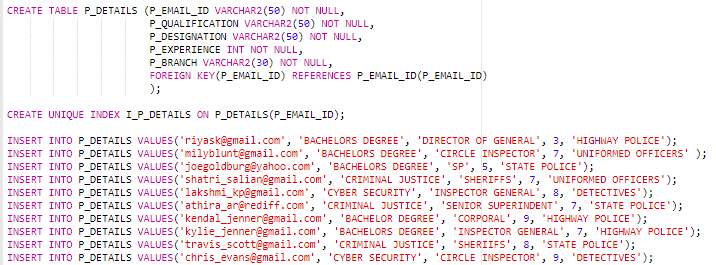 CREATE TABLE P_DETAILS (P_EMAIL_ID VARCHAR2(50) NOT NULL,
P_QUALIFICATION VARCHAR2(50) NOT NULL,
P_DESIGNATION VARCHAR2(50) NOT NULL,
P_EXPERIENCE INT NOT NULL,
P_BRANCH VARCHAR2(30) NOT NULL,
FOREIGN KEY(P_EMAIL_ID) REFERENCES P_EMAIL_ID(P_EMAIL_ID)
);
CREATE UNIQUE INDEX I_P_DETAILS ON P_DETAILS(P_EMAIL_ID);
INSERT INTO P_DETAILS VALUES('riyask@gmail.com', 'BACHELORS DEGREE', 'DIRECTOR OF GENERAL', 3, 'HIGHWAY POLICE');
INSERT INTO P_DETAILS VALUES('milyblunt@gmail.com', 'BACHELORS DEGREE', 'CIRCLE INSPECTOR', 7, 'UNIFORMED OFFICERS' );
INSERT INTO P_DETAILS VALUES('joegoldburg@yahoo.com', 'BACHELORS DEGREE', 'SP', 5, 'STATE POLICE');
INSERT INTO P_DETAILS VALUES('shatri_salian@gmail.com', 'CRIMINAL JUSTICE', 'SHERIFFS', 7, 'UNIFORMED OFFICERS');
INSERT INTO P_DETAILS VALUES('lakshmi_kp@gmail.com', 'CYBER SECURITY', 'INSPECTOR GENERAL', 8, 'DETECTIVES');
INSERT INTO P_DETAILS VALUES('athira_ar@rediff.com', 'CRIMINAL JUSTICE', 'SENIOR SUPERINDENT', 7, 'STATE POLICE');
INSERT INTO P_DETAILS VALUES('kendal_jenner@gmail.com', 'BACHELOR DEGREE', 'CORPORAL', 9, 'HIGHWAY POLICE');
INSERT INTO P_DETAILS VALUES('kylie_jenner@gmail.com', 'BACHELORS DEGREE', 'INSPECTOR GENERAL', 7, 'HIGHWAY POLICE');
INSERT INTO P_DETAILS VALUES('travis_scott@gmail.com', 'CRIMINAL JUSTICE', 'SHERIIFS', 8, 'STATE POLICE');
INSERT INTO P_DETAILS VALUES('chris_evans@gmail.com', 'CYBER SECURITY', 'CIRCLE INSPECTOR', 9, 'DETECTIVES');